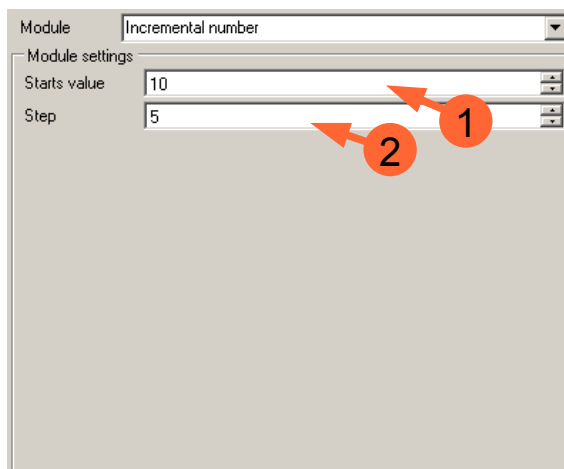 Module Incremental number
Module settings
Starts value 10
1
Step 5
2